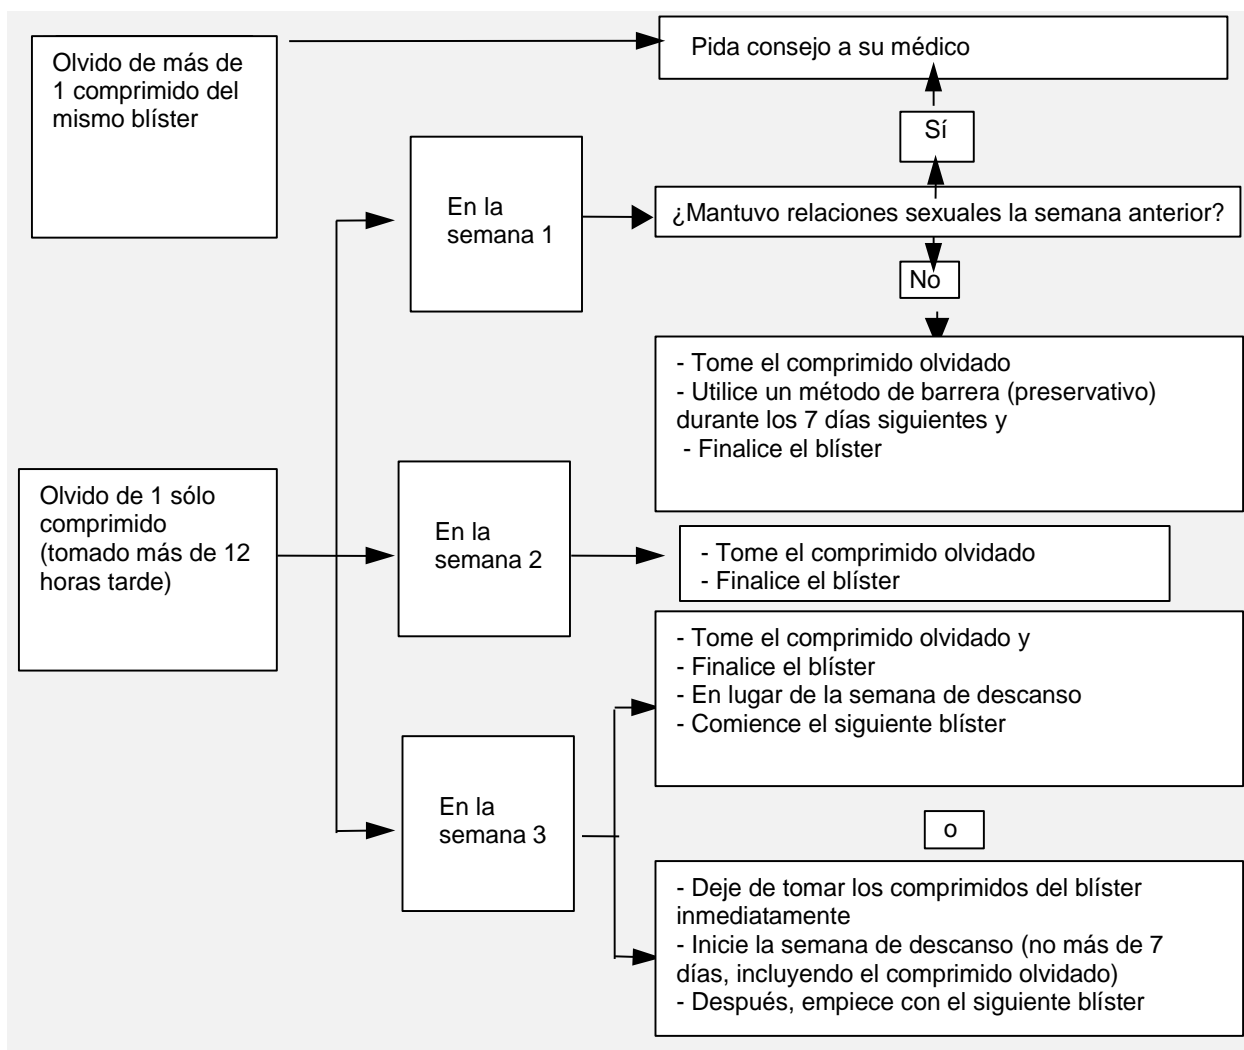 Olvido de más de
1 comprimido del
mismo blíster
Pida consejo a su médico
Sí
En la
semana 1
¿Mantuvo relaciones sexuales la semana anterior?
No
- Tome el comprimido olvidado
- Utilice un método de barrera (preservativo)
durante los 7 días siguientes y
- Finalice el blíster
Olvido de 1 sólo
comprimido
(tomado más de 12
horas tarde)
En la
semana 2
- Tome el comprimido olvidado
- Finalice el blíster
- Tome el comprimido olvidado y
- Finalice el blíster
- En lugar de la semana de descanso
- Comience el siguiente blíster
En la
semana 3
o
- Deje de tomar los comprimidos del blíster
inmediatamente
- Inicie la semana de descanso (no más de 7
días, incluyendo el comprimido olvidado)
- Después, empiece con el siguiente blíster